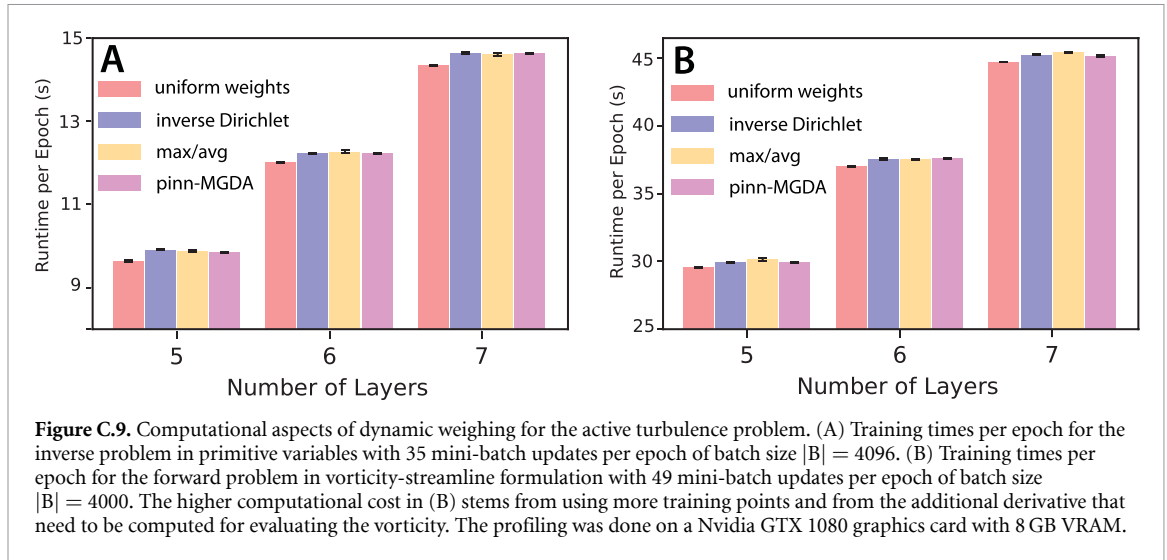 A
15
13
11
9
Runtime per Epoch (s)
uniform weights
inverse Dirichlet
max/avg
pinn-MGDA
5 6 7
Number of Layers
B
45
40
35
30
25
Runtime per Epoch (s)
uniform weights
inverse Dirichlet
max/avg
pinn-MGDA
5 6 7
Number of Layers
Figure C.9. Computational aspects of dynamic weighing for the active turbulence problem. (A) Training times per epoch for the
inverse problem in primitive variables with 35 mini-batch updates per epoch of batch size |B| = 4096. (B) Training times per
epoch for the forward problem in vorticity-streamline formulation with 49 mini-batch updates per epoch of batch size
|B| = 4000. The higher computational cost in (B) stems from using more training points and from the additional derivative that
need to be computed for evaluating the vorticity. The profiling was done on a Nvidia GTX 1080 graphics card with 8 GB VRAM.